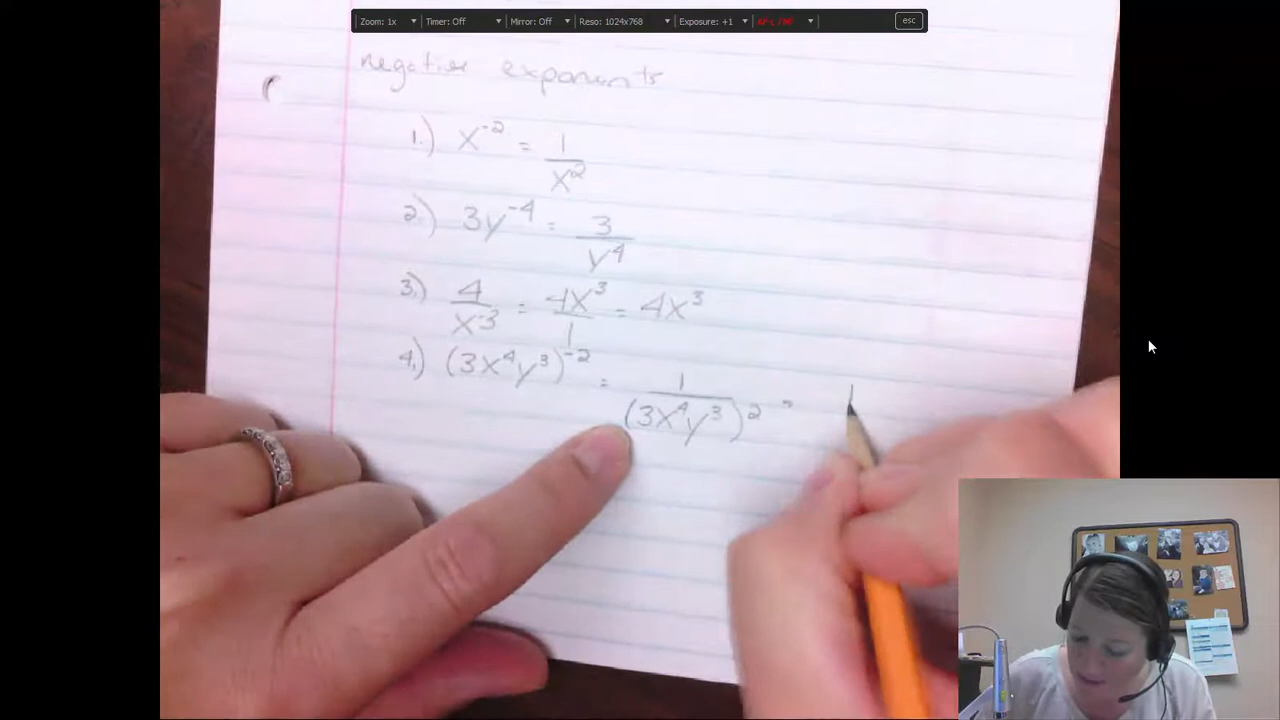 Zoom: 1x Timer: Off Mirror: Off Reso: 1024x768 Exposure: +1 esc
negative exponents
1.) x⁻² = 1/x²
2.) 3y⁻⁴ = 3/y⁴
3.) 4/x⁻³ = 4x³/1 = 4x³
4.) (3x⁴y³)⁻² = 1/(3x⁴y³)² = 1